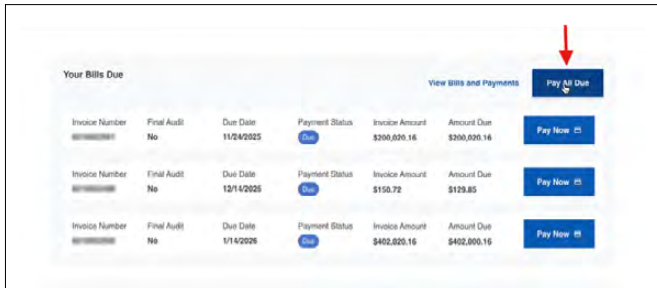 Your Bills Due
View Bills and Payments
Pay All Due
Invoice Number Final Audit Due Date Payment Status Invoice Amount Amount Due
No 11/24/2025 Due $200,020.16 $200,020.16
Pay Now
Invoice Number Final Audit Due Date Payment Status Invoice Amount Amount Due
No 12/14/2025 Due $150.72 $129.85
Pay Now
Invoice Number Final Audit Due Date Payment Status Invoice Amount Amount Due
No 1/14/2026 Due $402,020.16 $402,000.16
Pay Now